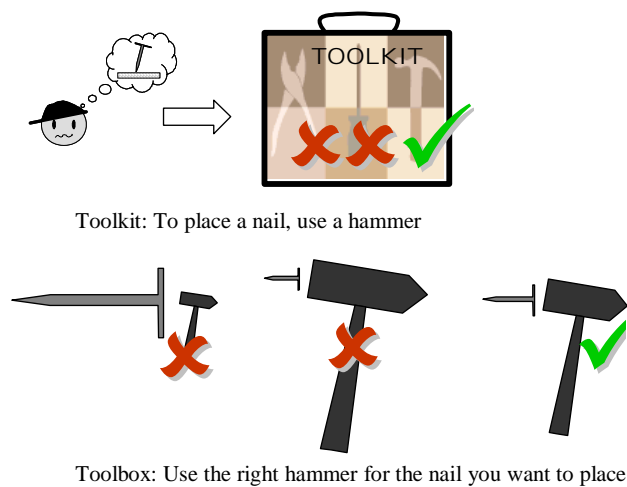 TOOLKIT
Toolkit: To place a nail, use a hammer
Toolbox: Use the right hammer for the nail you want to place